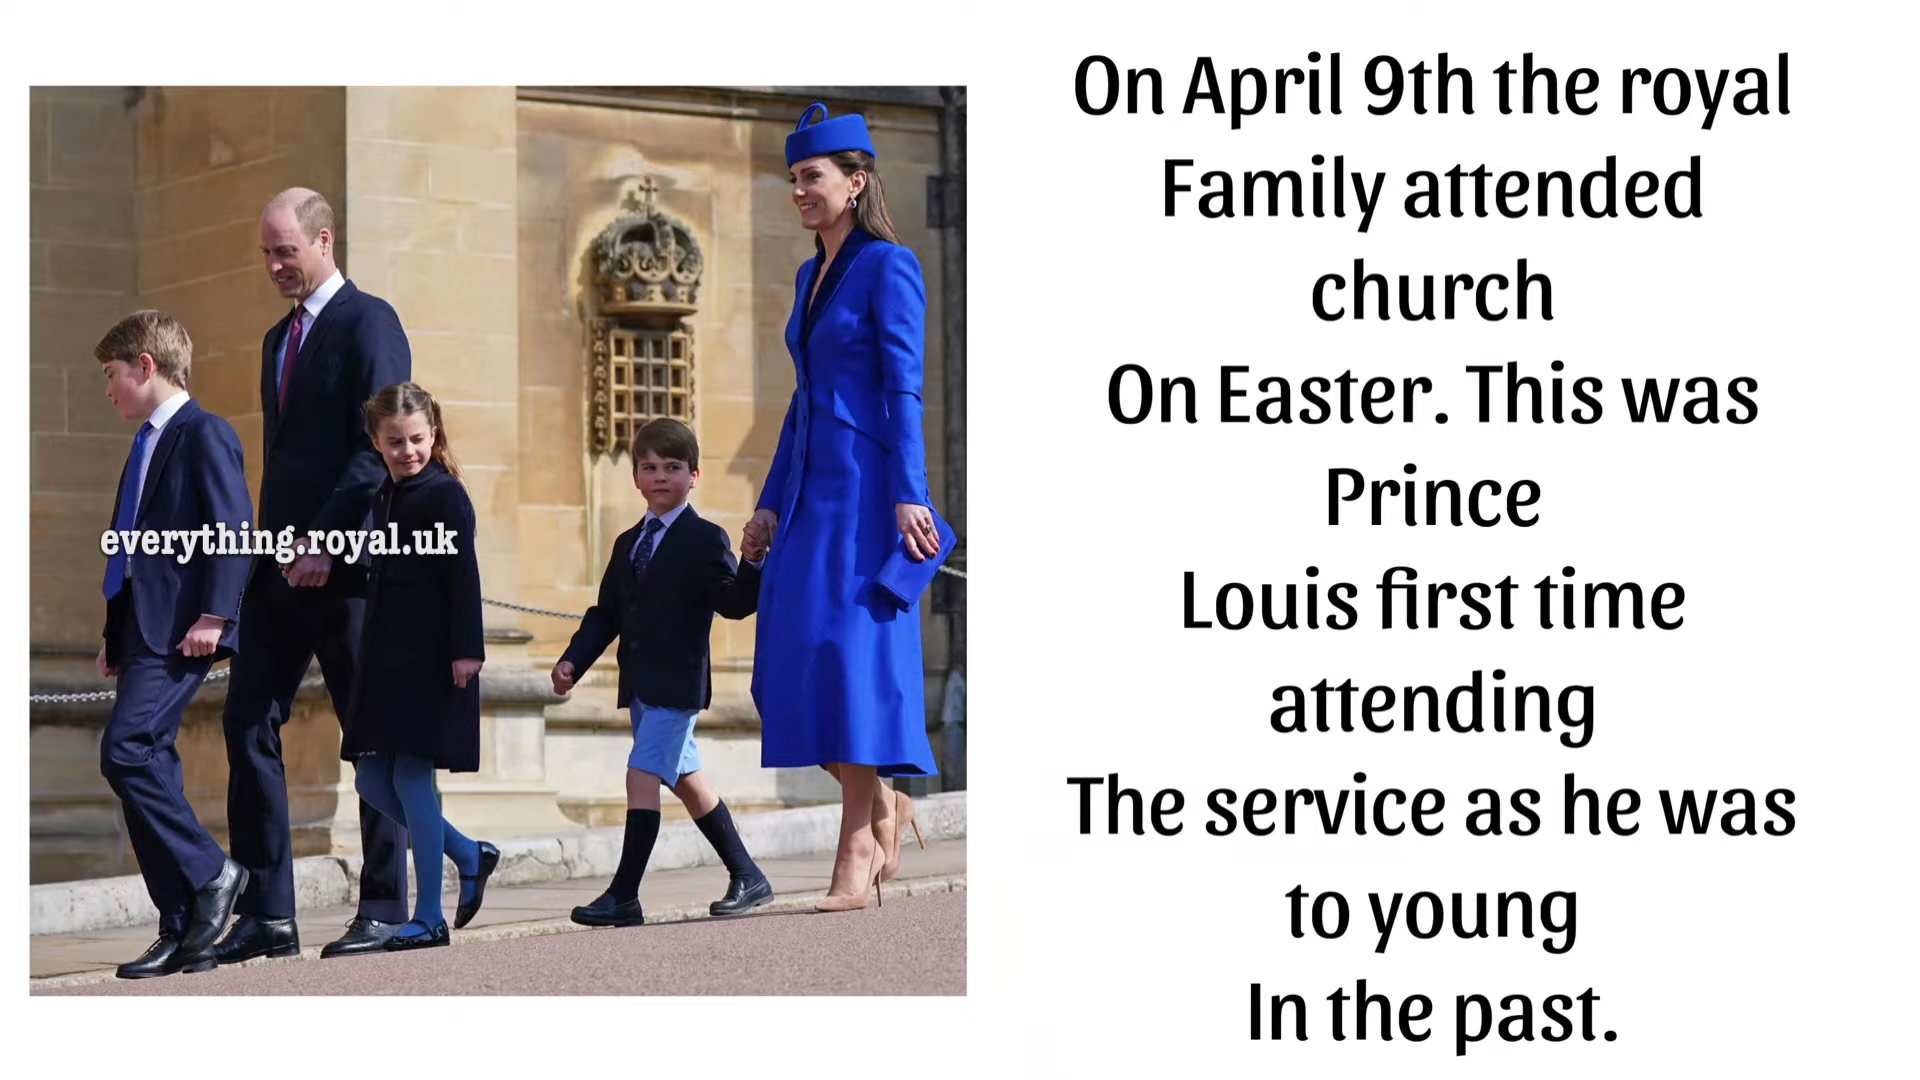 On April 9th the royal
Family attended
church
On Easter. This was
Prince
Louis first time
attending
The service as he was
to young
In the past.
everything.royal.uk